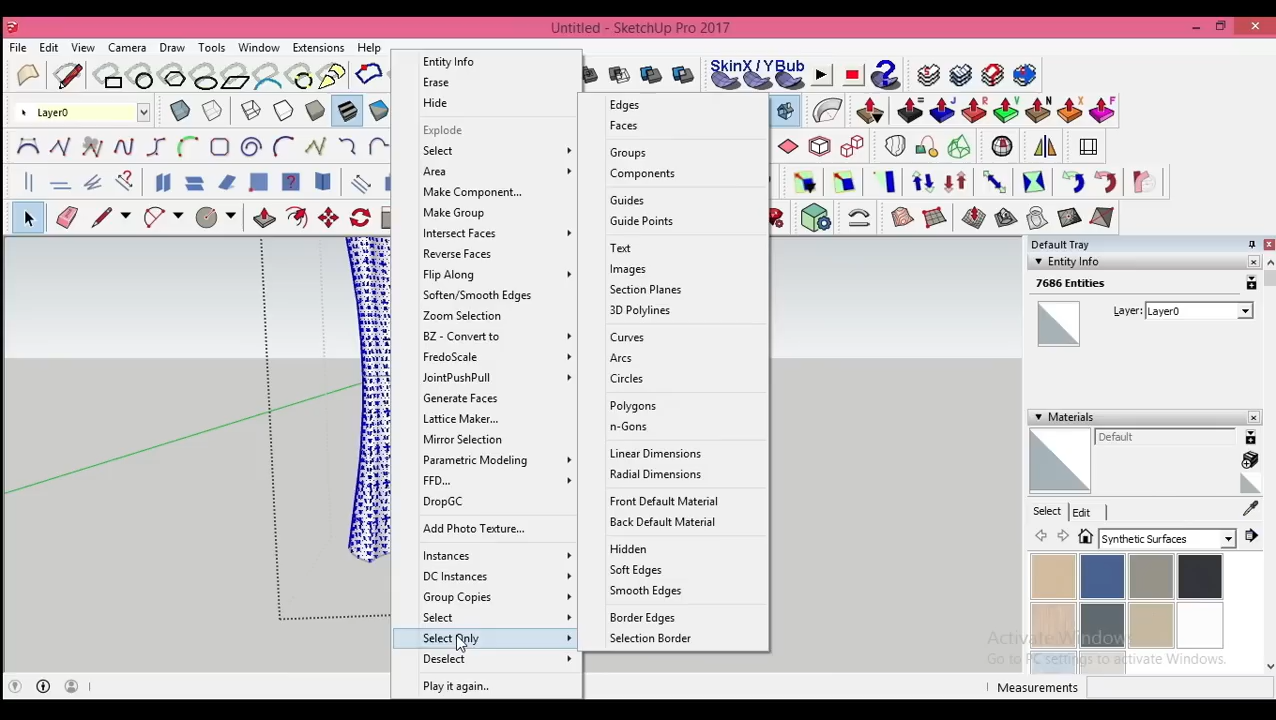 Untitled - SketchUp Pro 2017
File Edit View Camera Draw Tools Window Extensions Help
SkinX / YBub
Layer0
Entity Info
Erase
Hide
Explode
Select
Area
Make Component...
Make Group
Intersect Faces
Reverse Faces
Flip Along
Soften/Smooth Edges
Zoom Selection
BZ - Convert to
FredoScale
JointPushPull
Generate Faces
Lattice Maker...
Mirror Selection
Parametric Modeling
FFD...
DropGC
Add Photo Texture...
Instances
DC Instances
Group Copies
Select
Select Only
Deselect
Play it again..
Edges
Faces
Groups
Components
Guides
Guide Points
Text
Images
Section Planes
3D Polylines
Curves
Arcs
Circles
Polygons
n-Gons
Linear Dimensions
Radial Dimensions
Front Default Material
Back Default Material
Hidden
Soft Edges
Smooth Edges
Border Edges
Selection Border
Default Tray
Entity Info
7686 Entities
Layer: Layer0
Materials
Default
Select Edit
Synthetic Surfaces
Activate Windows
Go to PC settings to activate Windows.
Measurements